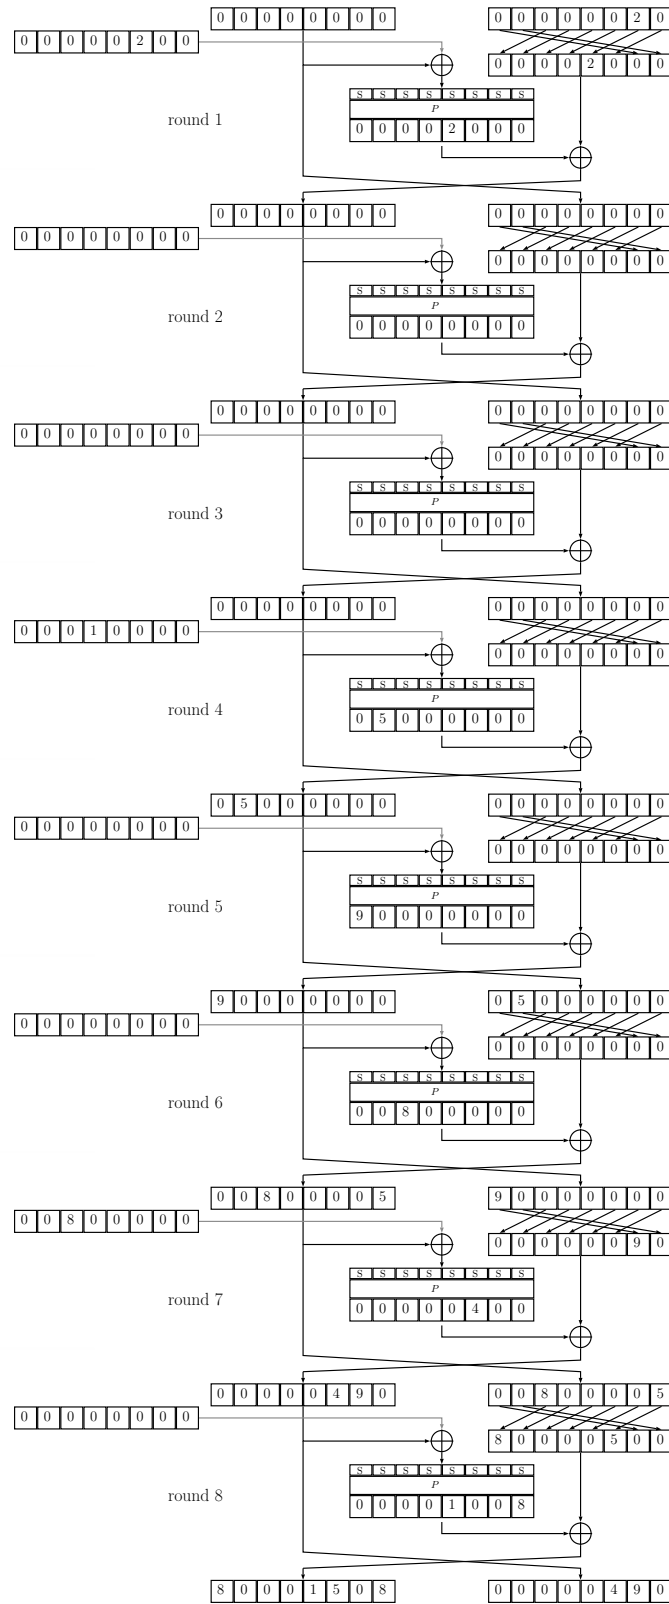 0 0 0 0 0 0 0 0 0 0 0 0 0 0 2 0
0 0 0 0 0 2 0 0
0 0 0 0 2 0 0 0
S S S S S S S S
P
round 1
0 0 0 0 2 0 0 0
0 0 0 0 0 0 0 0 0 0 0 0 0 0 0 0
0 0 0 0 0 0 0 0
0 0 0 0 0 0 0 0
S S S S S S S S
P
round 2
0 0 0 0 0 0 0 0
0 0 0 0 0 0 0 0 0 0 0 0 0 0 0 0
0 0 0 0 0 0 0 0
0 0 0 0 0 0 0 0
S S S S S S S S
P
round 3
0 0 0 0 0 0 0 0
0 0 0 0 0 0 0 0 0 0 0 0 0 0 0 0
0 0 0 1 0 0 0 0
0 0 0 0 0 0 0 0
S S S S S S S S
P
round 4
0 5 0 0 0 0 0 0
0 5 0 0 0 0 0 0 0 0 0 0 0 0 0 0
0 0 0 0 0 0 0 0
0 0 0 0 0 0 0 0
S S S S S S S S
P
round 5
9 0 0 0 0 0 0 0
9 0 0 0 0 0 0 0 0 5 0 0 0 0 0 0
0 0 0 0 0 0 0 0
0 0 0 0 0 0 0 0
S S S S S S S S
P
round 6
0 0 8 0 0 0 0 0
0 0 8 0 0 0 0 5 9 0 0 0 0 0 0 0
0 0 8 0 0 0 0 0
0 0 0 0 0 0 9 0
S S S S S S S S
P
round 7
0 0 0 0 0 4 0 0
0 0 0 0 0 4 9 0 0 0 8 0 0 0 0 5
0 0 0 0 0 0 0 0
8 0 0 0 0 5 0 0
S S S S S S S S
P
round 8
0 0 0 0 1 0 0 8
8 0 0 0 1 5 0 8 0 0 0 0 0 4 9 0